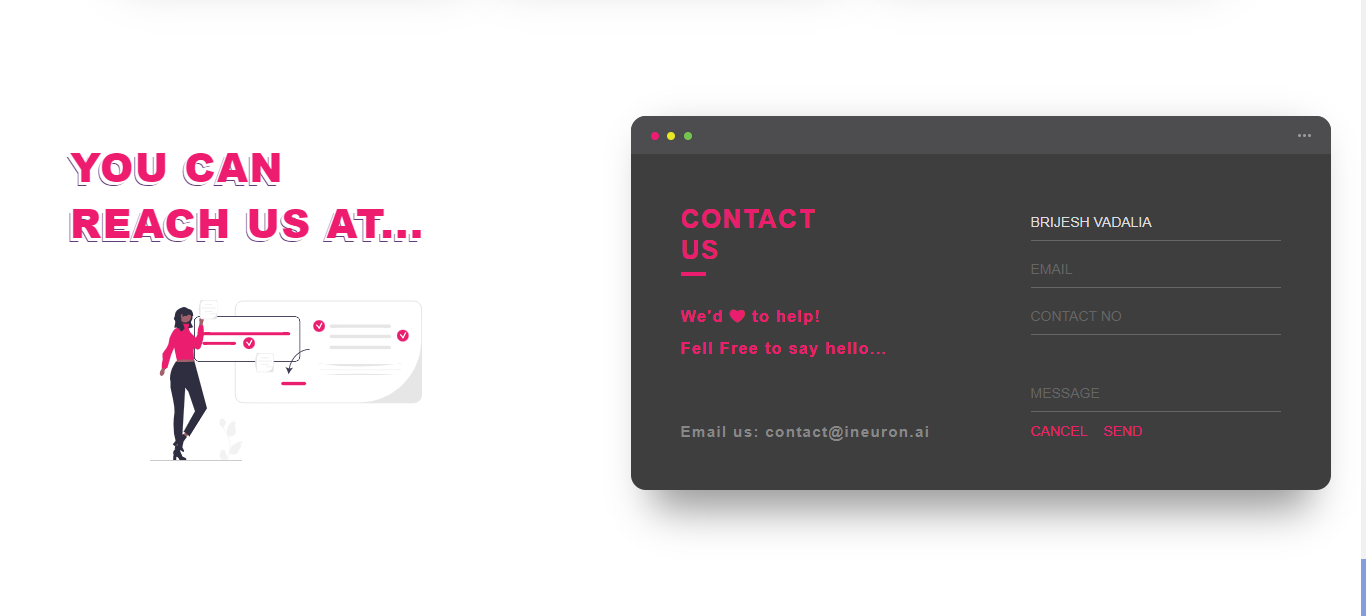 YOU CAN
REACH US AT...
CONTACT
US
We'd ♥ to help!
Fell Free to say hello...
Email us: contact@ineuron.ai
BRIJESH VADALIA
EMAIL
CONTACT NO
MESSAGE
CANCEL SEND